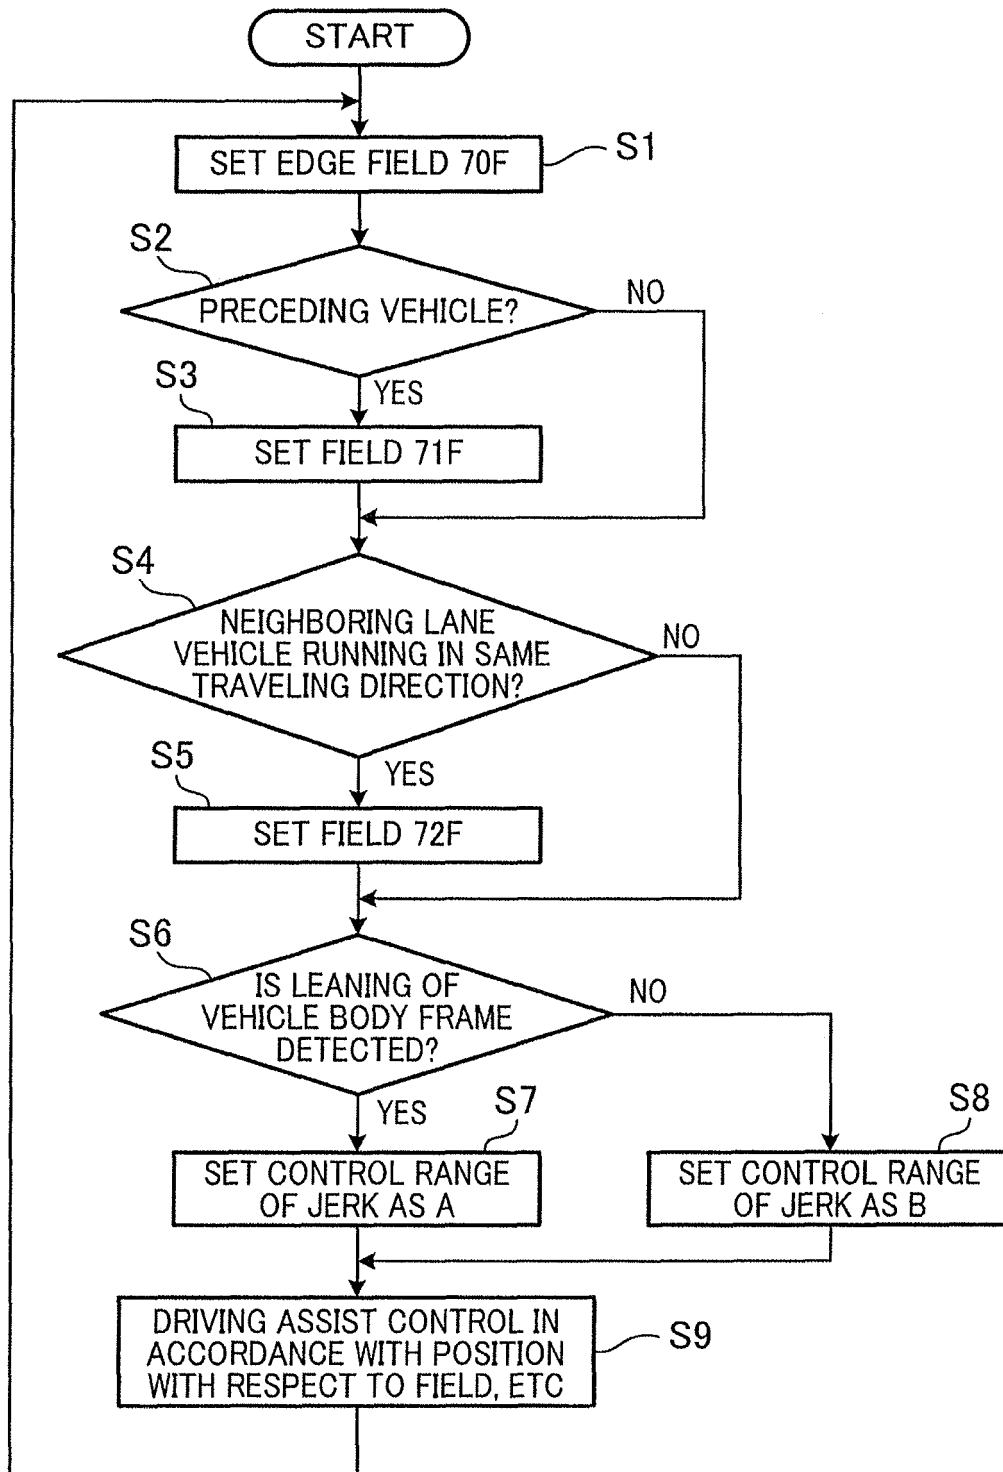 START
SET EDGE FIELD 70F
S1
S2
PRECEDING VEHICLE?
NO
YES
S3
SET FIELD 71F
S4
NEIGHBORING LANE
VEHICLE RUNNING IN SAME
TRAVELING DIRECTION?
NO
YES
S5
SET FIELD 72F
S6
IS LEANING OF
VEHICLE BODY FRAME
DETECTED?
NO
YES
S7
SET CONTROL RANGE
OF JERK AS A
S8
SET CONTROL RANGE
OF JERK AS B
DRIVING ASSIST CONTROL IN
ACCORDANCE WITH POSITION
WITH RESPECT TO FIELD, ETC
S9